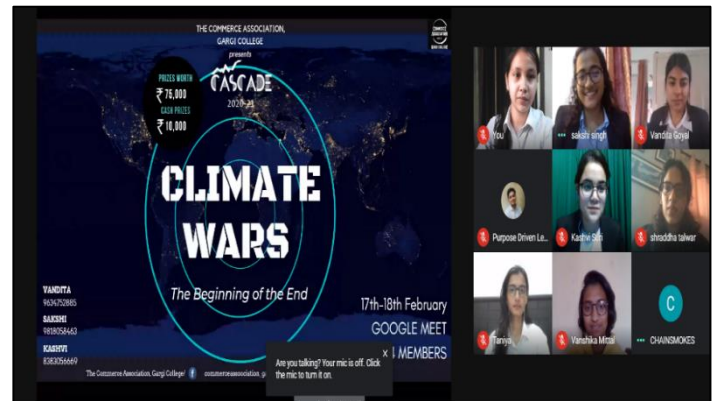 THE COMMERCE ASSOCIATION,
GARGI COLLEGE
presents
CASCADE
2020-21
PRIZES WORTH
₹ 75,000
CASH PRIZES
₹ 10,000
CLIMATE
WARS
The Beginning of the End
VANDITA
9634752885
SAKSHI
9818058463
KASHVI
8383056669
17th-18th February
GOOGLE MEET
4 MEMBERS
The Commerce Association, Gargi College
Are you talking? Your mic is off. Click
the mic to turn it on.
X
You
sakshi singh
Vandita Goyal
Purpose Driven Le...
Kashvi Suri
shraddha talwar
Taniya
Vanshika Mittal
C
CHAINSMOKES